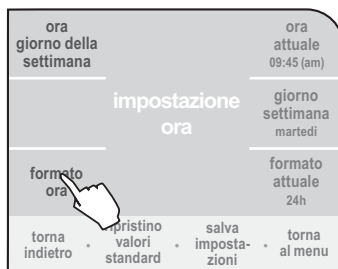 ora
giorno della
settimana
impostazione
ora
ora
attuale
09:45 (am)
giorno
settimana
martedì
formato
ora
formato
attuale
24h
torna
indietro
•
ripristino
valori
standard
•
salva
imposta-
zioni
•
torna
al menu